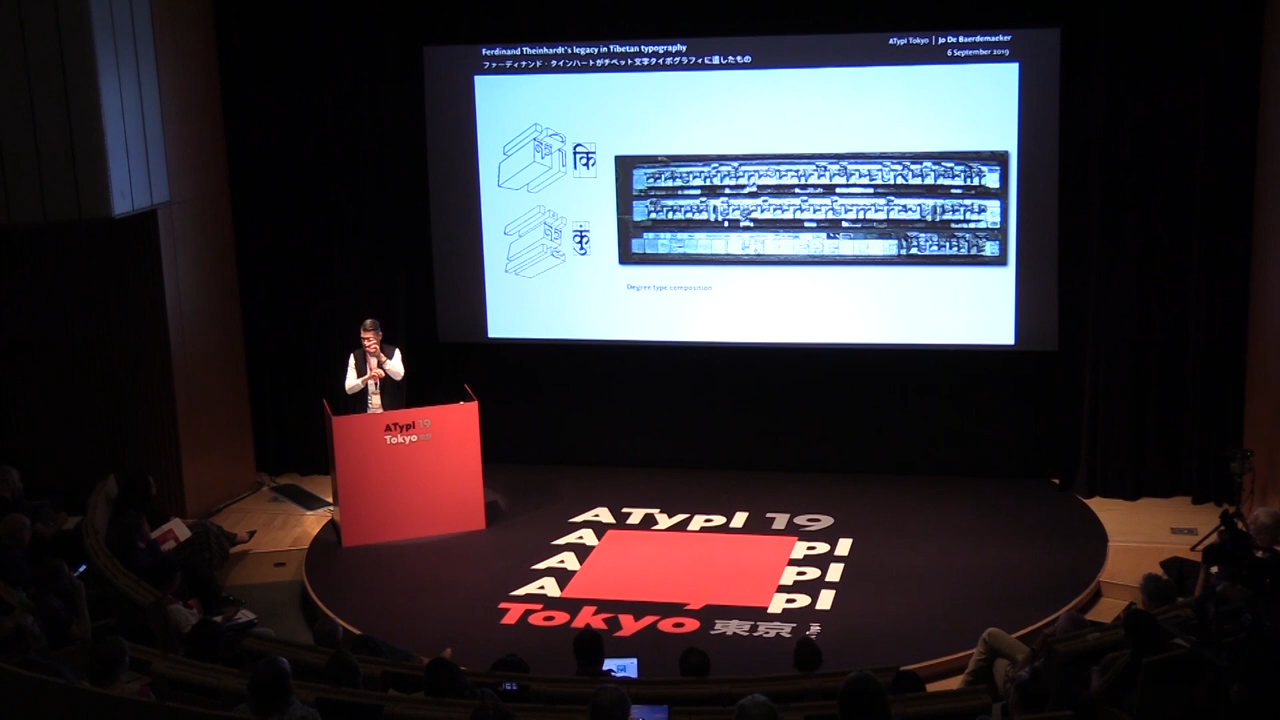 Ferdinand Theinhardt's legacy in Tibetan typography
ファーディナンド・タインハートがチベット文字タイポグラフィに遺したもの
ATypI Tokyo | Jo De Baerdemaeker
6 September 2019
कि
कुं
Degree type composition
ATypI 19
Tokyo
ATypI 19
A pI
A pI
A pI
Tokyo 東京